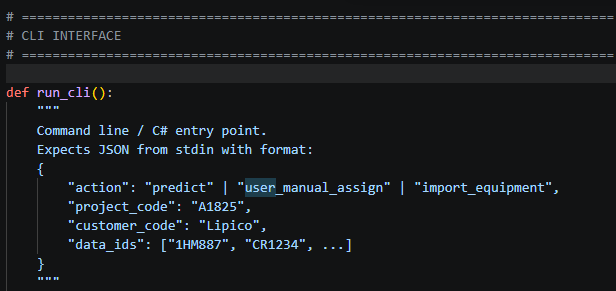 # ==============================================================================
# CLI INTERFACE
# ==============================================================================
def run_cli():
"""
Command line / C# entry point.
Expects JSON from stdin with format:
{
"action": "predict" | "user_manual_assign" | "import_equipment",
"project_code": "A1825",
"customer_code": "Lipico",
"data_ids": ["1HM887", "CR1234", ...]
}
"""